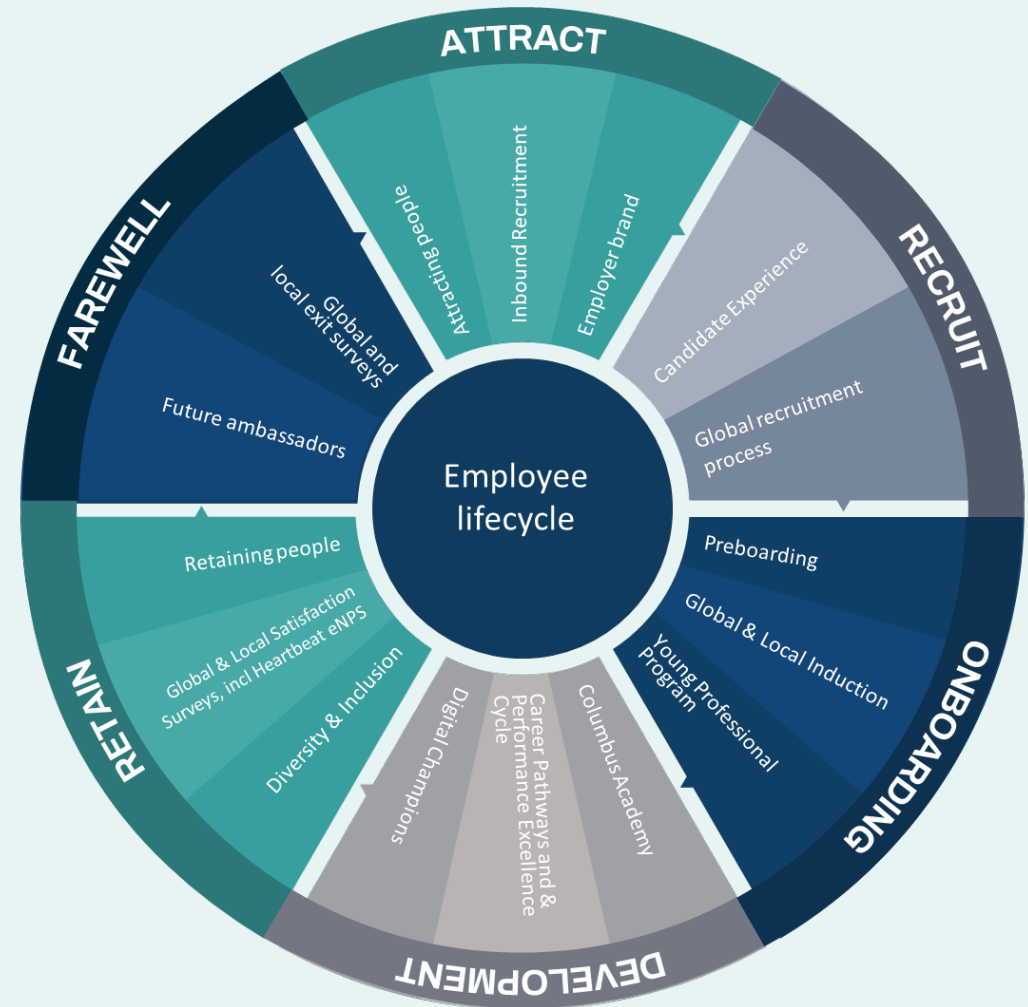 ATTRACT
Attracting people
Inbound Recruitment
Employer brand
RECRUIT
Candidate Experience
Global recruitment
process
ONBOARDING
Preboarding
Global & Local Induction
Young Professional
Program
DEVELOPMENT
Columbus Academy
Career Pathways and &
Performance Excellence
Cycle
Digital Champions
RETAIN
Diversity & Inclusion
Global & Local Satisfaction
Surveys, incl Heartbeat eNPS
Retaining people
FAREWELL
Future ambassadors
Global and
local exit surveys
Employee
lifecycle